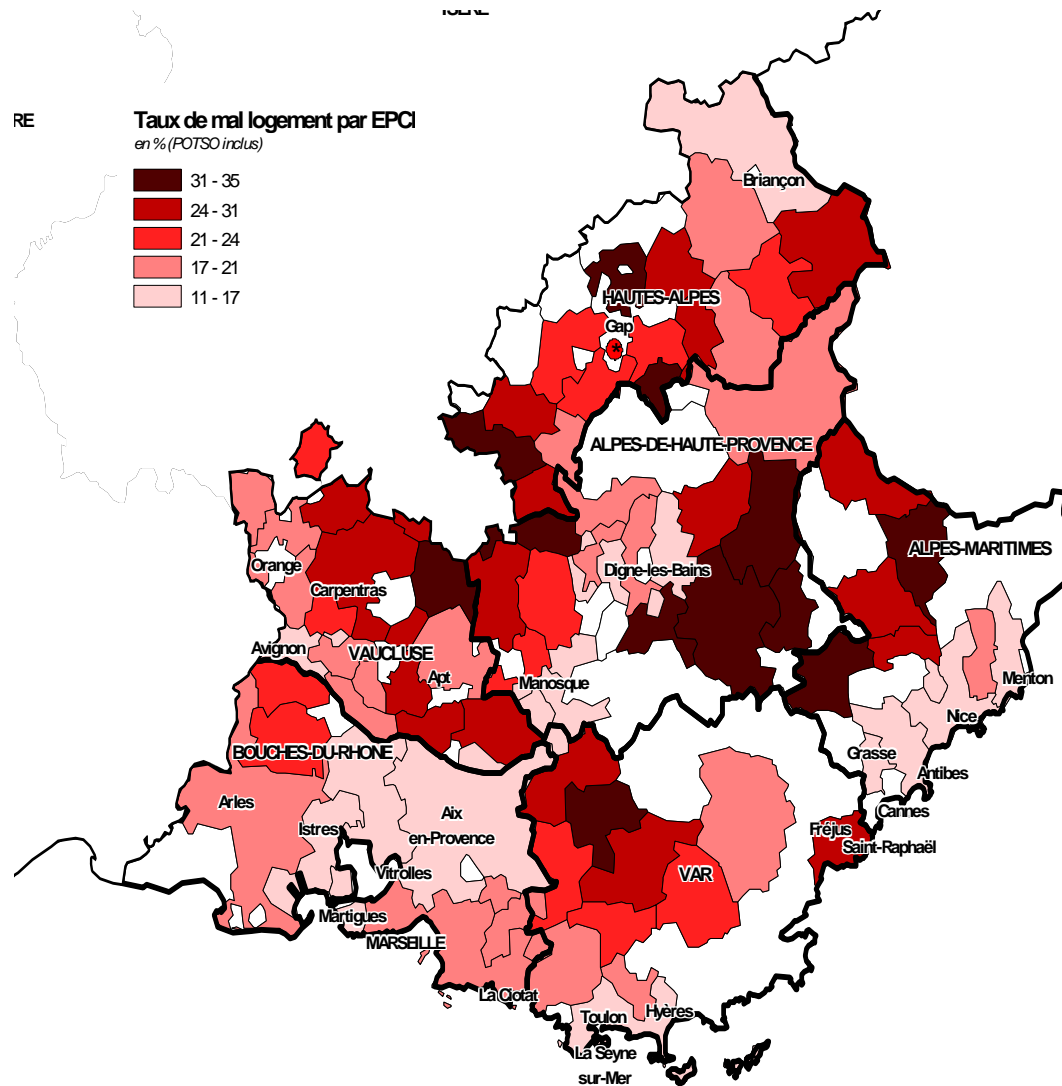 ISÈRE
RE
Taux de mal logement par EPCI
en % (POTSO inclus)
31 - 35
24 - 31
21 - 24
17 - 21
11 - 17
Briançon
HAUTES-ALPES
Gap
*
ALPES-DE-HAUTE-PROVENCE
ALPES-MARITIMES
Orange
Digne-les-Bains
Carpentras
Avignon
VAUCLUSE
Apt
Manosque
Menton
Nice
BOUCHES-DU-RHONE
Grasse
Antibes
Arles
Cannes
Aix
en-Provence
Istres
Fréjus
Saint-Raphaël
Vitrolles
VAR
Martigues
MARSEILLE
La Ciotat
Hyères
Toulon
La Seyne
sur-Mer